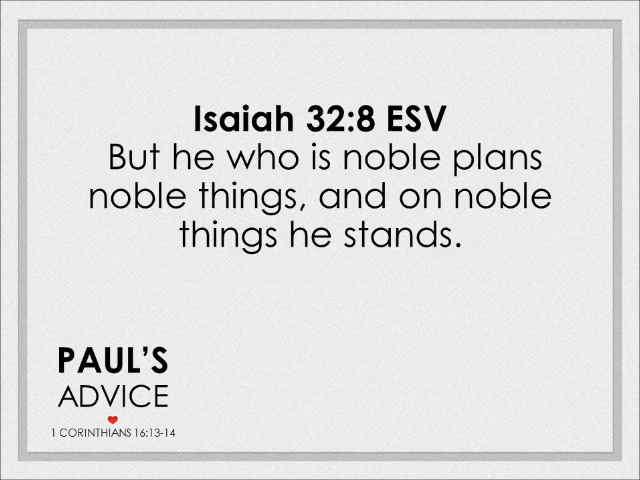 Isaiah 32:8 ESV
But he who is noble plans
noble things, and on noble
things he stands.
PAUL’S
ADVICE
1 CORINTHIANS 16:13-14